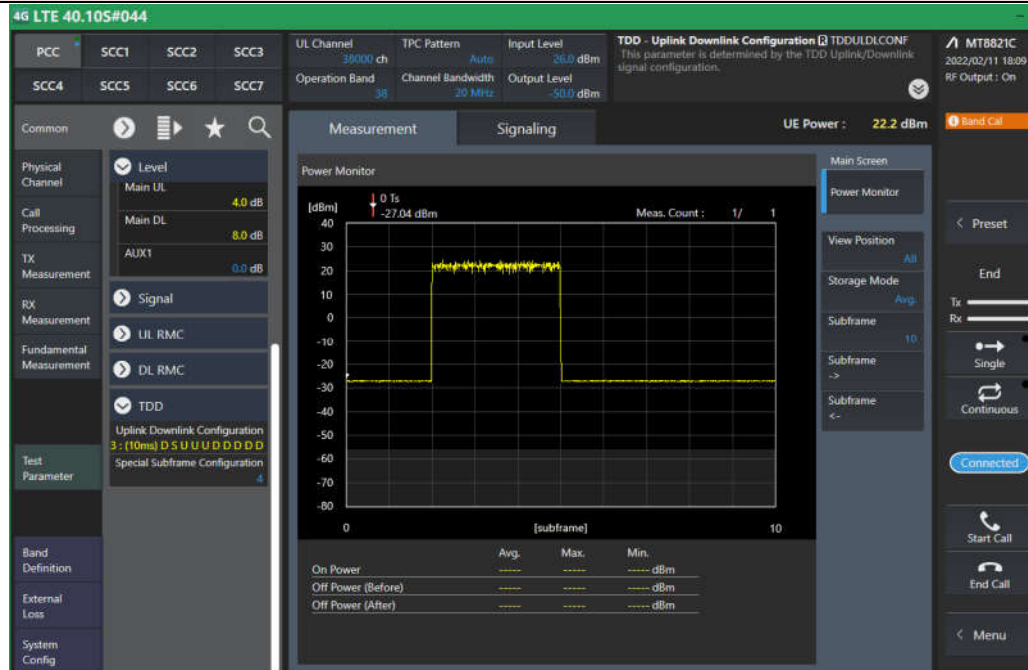 4G LTE 40.10S#044
PCC SCC1 SCC2 SCC3
SCC4 SCC5 SCC6 SCC7
UL Channel
38000 ch
TPC Pattern
Auto
Input Level
26.0 dBm
Operation Band
38
Channel Bandwidth
20 MHz
Output Level
-50.0 dBm
TDD - Uplink Downlink Configuration TDDULDLCONF
This parameter is determined by the TDD Uplink/Downlink
signal configuration.
MT8821C
2022/02/11 18:09
RF Output : On
Common
Physical
Channel
Call
Processing
TX
Measurement
RX
Measurement
Fundamental
Measurement
Test
Parameter
Band
Definition
External
Loss
System
Config
Level
Main UL
4.0 dB
Main DL
8.0 dB
AUX1
0.0 dB
Signal
UL RMC
DL RMC
TDD
Uplink Downlink Configuration
3 : (10ms) D S U U U D D D D D
Special Subframe Configuration
4
Measurement
Signaling
UE Power : 22.2 dBm
Power Monitor
[dBm]
0 Ts
-27.04 dBm
Meas. Count : 1/ 1
40
30
20
10
0
-10
-20
-30
-40
-50
-60
-70
-80
0 [subframe] 10
Avg. Max. Min.
On Power ----- ----- ----- dBm
Off Power (Before) ----- ----- ----- dBm
Off Power (After) ----- ----- ----- dBm
Main Screen
Power Monitor
View Position
All
Storage Mode
Avg.
Subframe
10
Subframe
->
Subframe
<-
Band Cal
< Preset
End
Tx
Rx
Single
Continuous
Connected
Start Call
End Call
< Menu